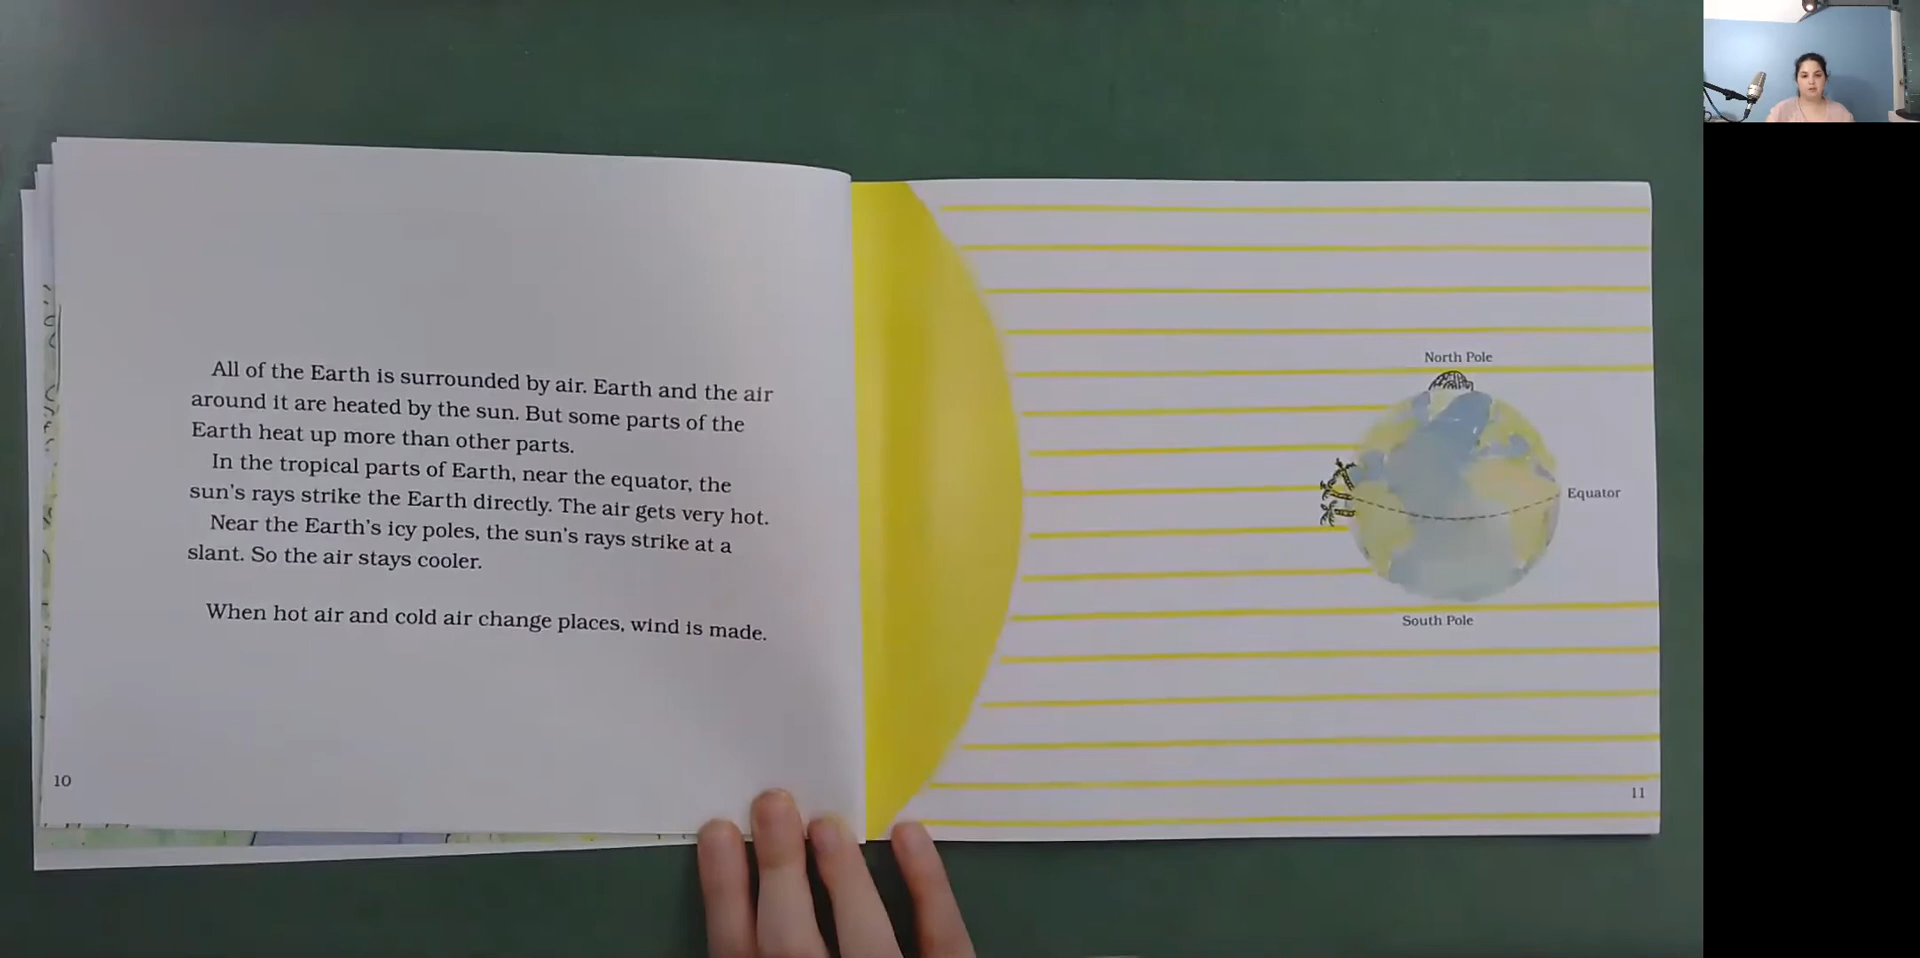 All of the Earth is surrounded by air. Earth and the air
around it are heated by the sun. But some parts of the
Earth heat up more than other parts.
In the tropical parts of Earth, near the equator, the
sun's rays strike the Earth directly. The air gets very hot.
Near the Earth's icy poles, the sun's rays strike at a
slant. So the air stays cooler.
When hot air and cold air change places, wind is made.
10
North Pole
Equator
South Pole
11